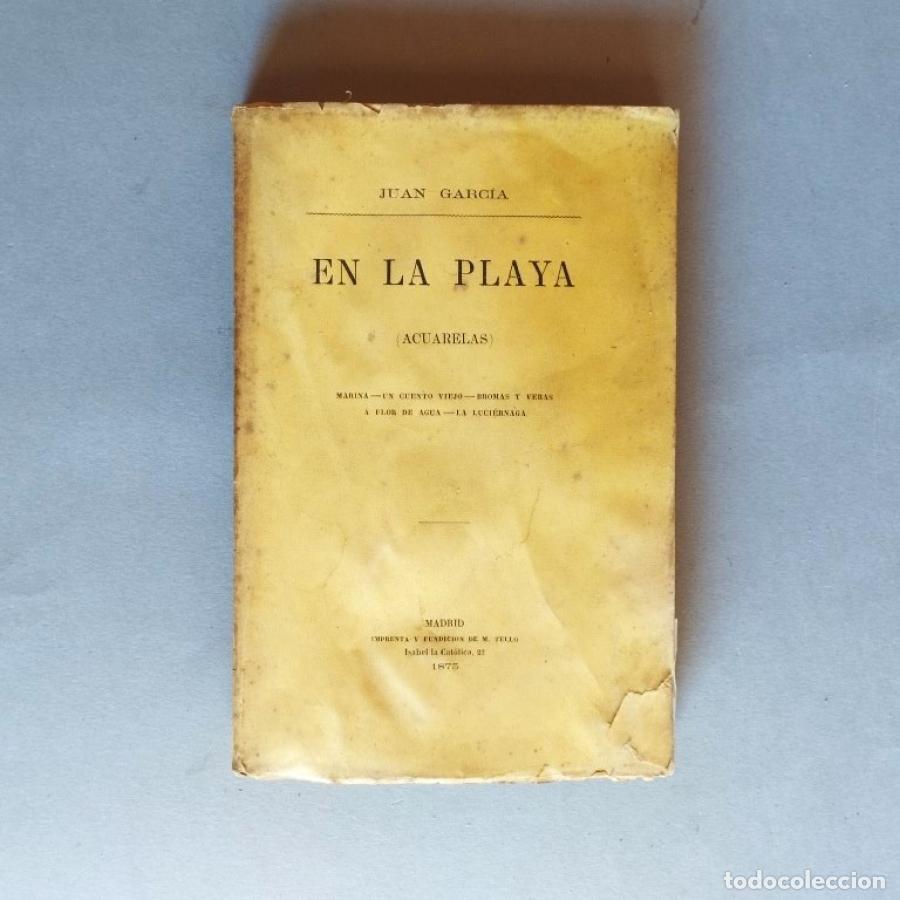 JUAN GARCÍA
EN LA PLAYA
(ACUARELAS)
MARINA—UN CUENTO VIEJO—BROMAS Y VERAS
Á FLOR DE AGUA—LA LUCIÉRNAGA
MADRID
IMPRENTA Y FUNDICION DE M. TELLO
Isabel la Católica, 23
1875
todocoleccion